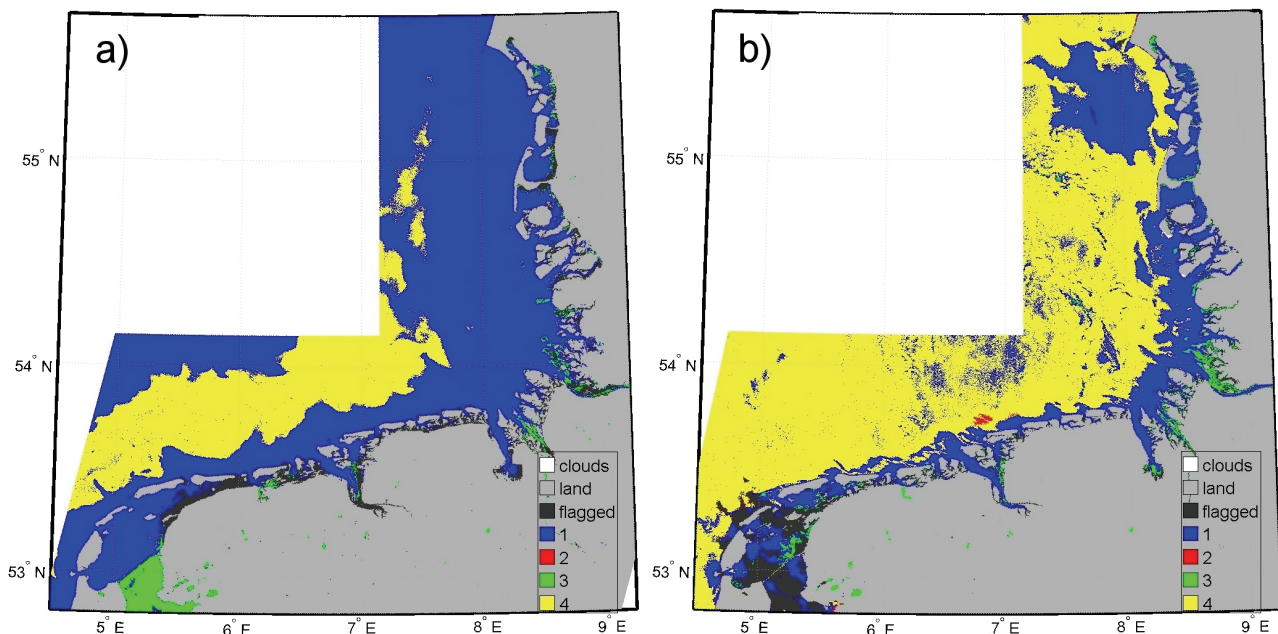 a)
55° N
54° N
53° N
5° E
6° E
7° E
8° E
9° E
clouds
land
flagged
1
2
3
4
b)
55° N
54° N
53° N
5° E
6° E
7° E
8° E
9° E
clouds
land
flagged
1
2
3
4